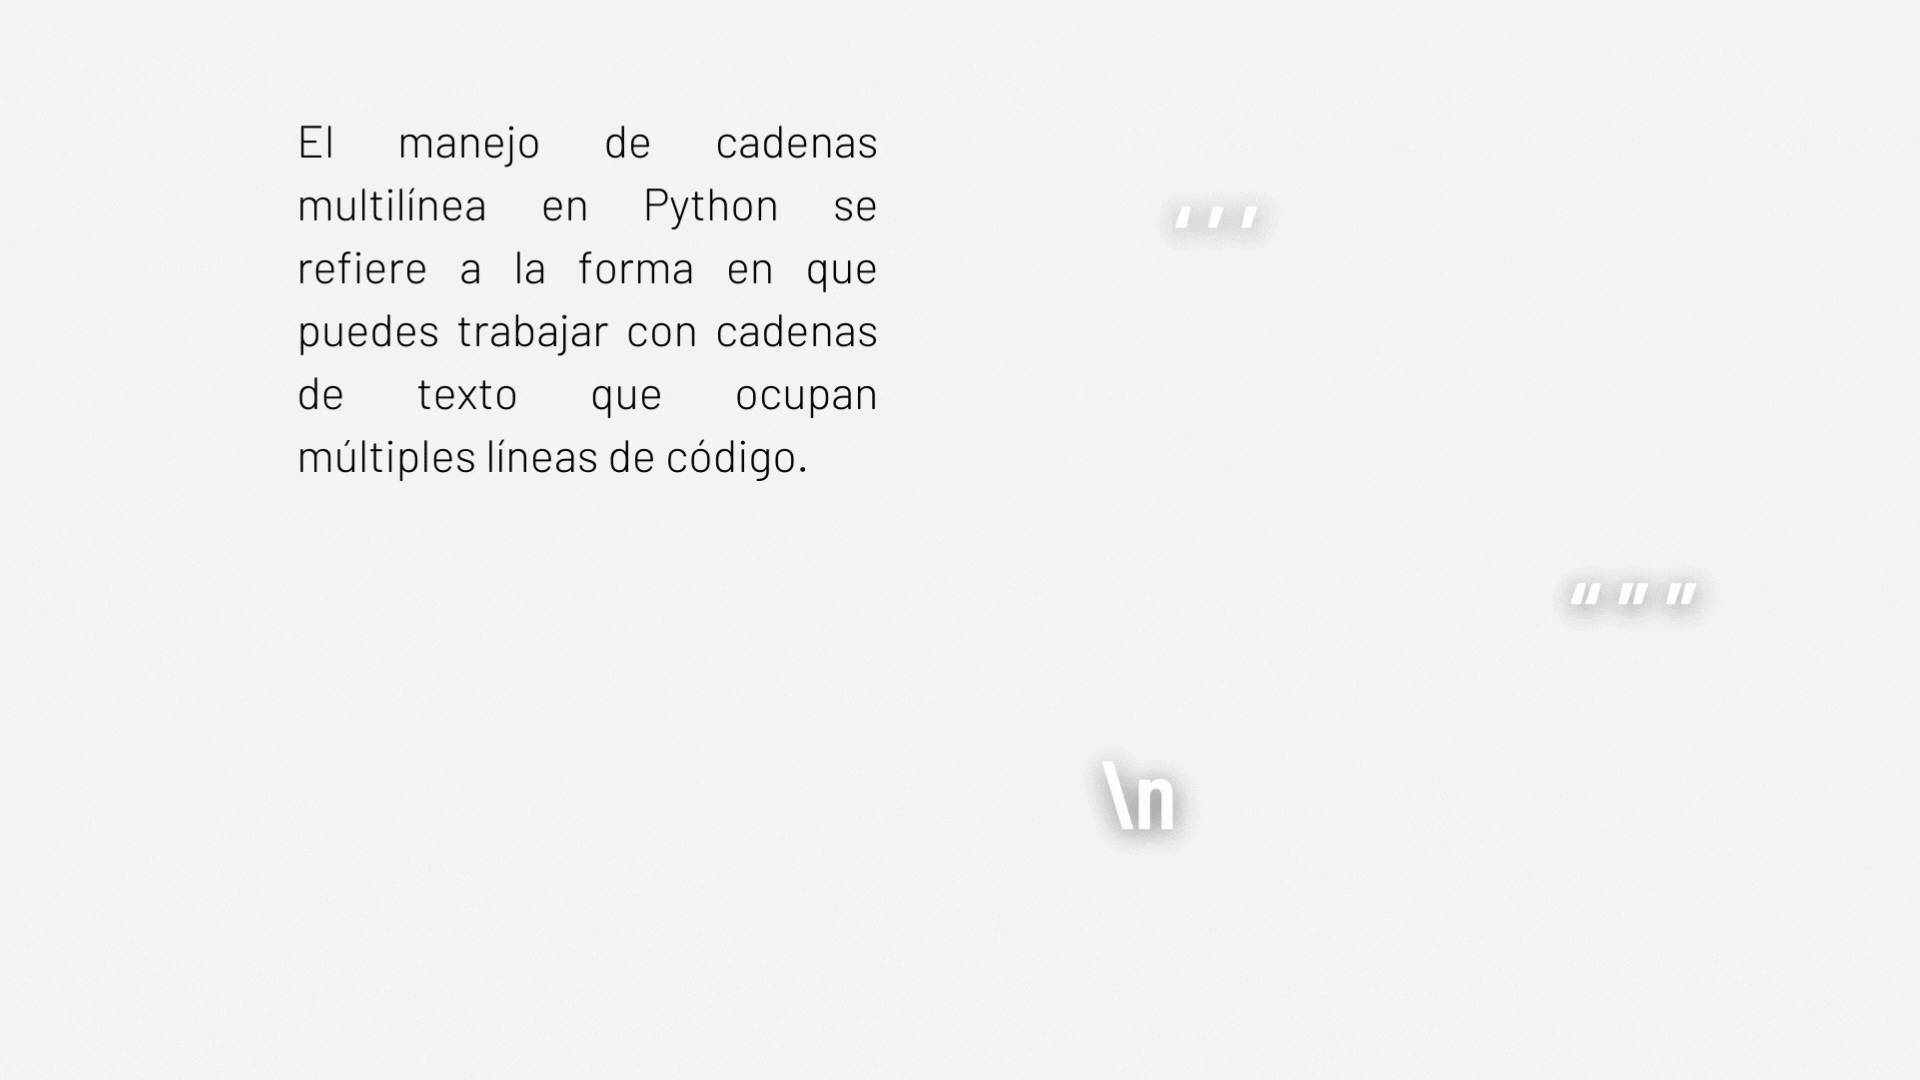 El manejo de cadenas
multilínea en Python se
refiere a la forma en que
puedes trabajar con cadenas
de texto que ocupan
múltiples líneas de código.
'''
"""
\n